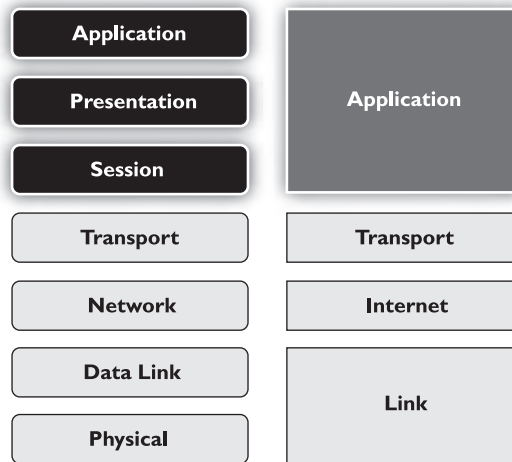 Application
Presentation
Session
Transport
Network
Data Link
Physical
Application
Transport
Internet
Link